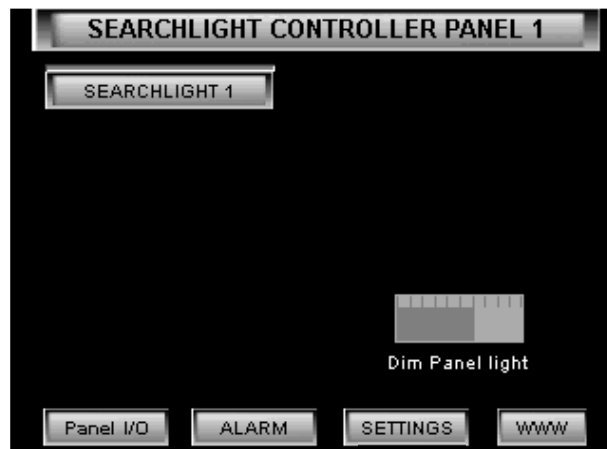 SEARCHLIGHT CONTROLLER PANEL 1
SEARCHLIGHT 1
Dim Panel light
Panel I/O ALARM SETTINGS WWW